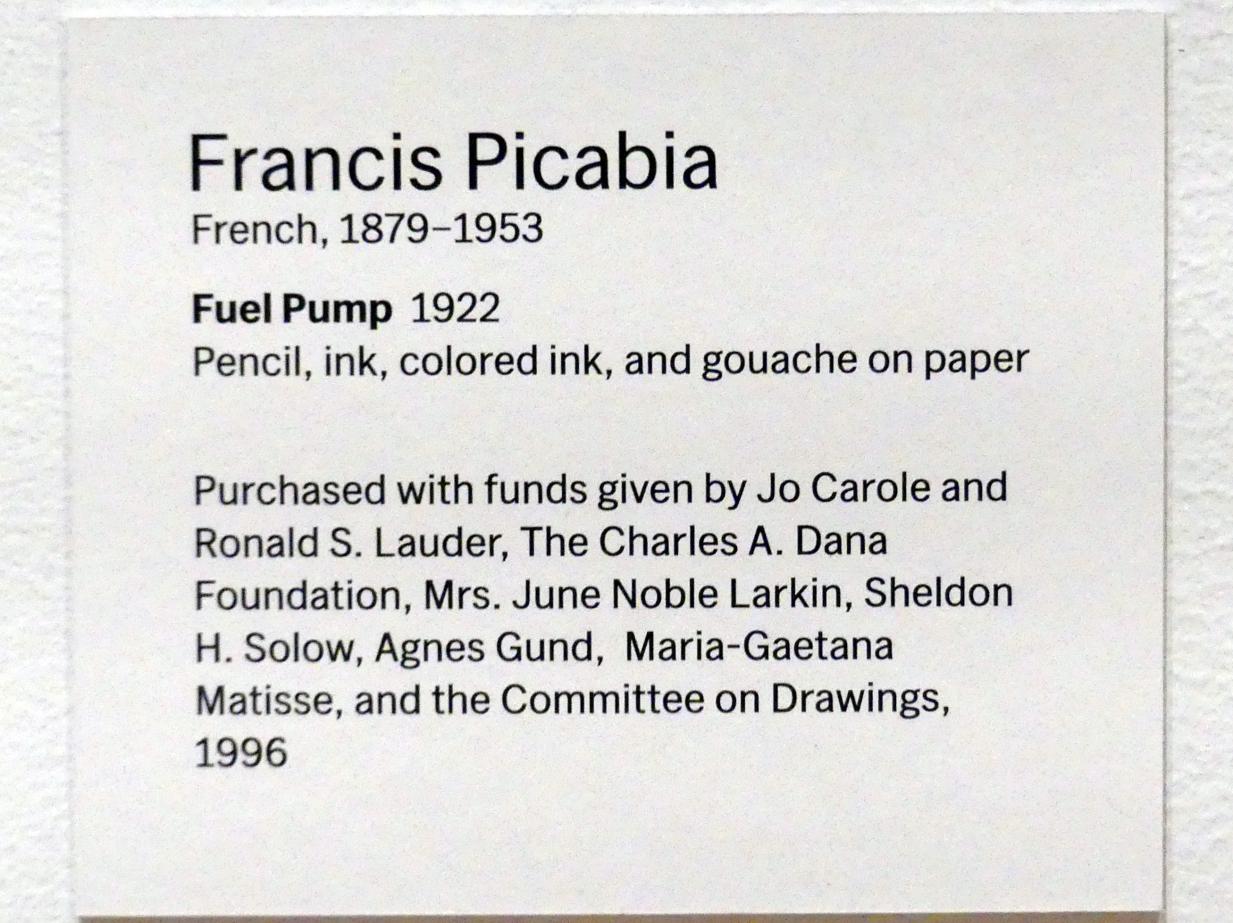 Francis Picabia
French, 1879–1953
Fuel Pump 1922
Pencil, ink, colored ink, and gouache on paper
Purchased with funds given by Jo Carole and
Ronald S. Lauder, The Charles A. Dana
Foundation, Mrs. June Noble Larkin, Sheldon
H. Solow, Agnes Gund,  Maria-Gaetana
Matisse, and the Committee on Drawings,
1996